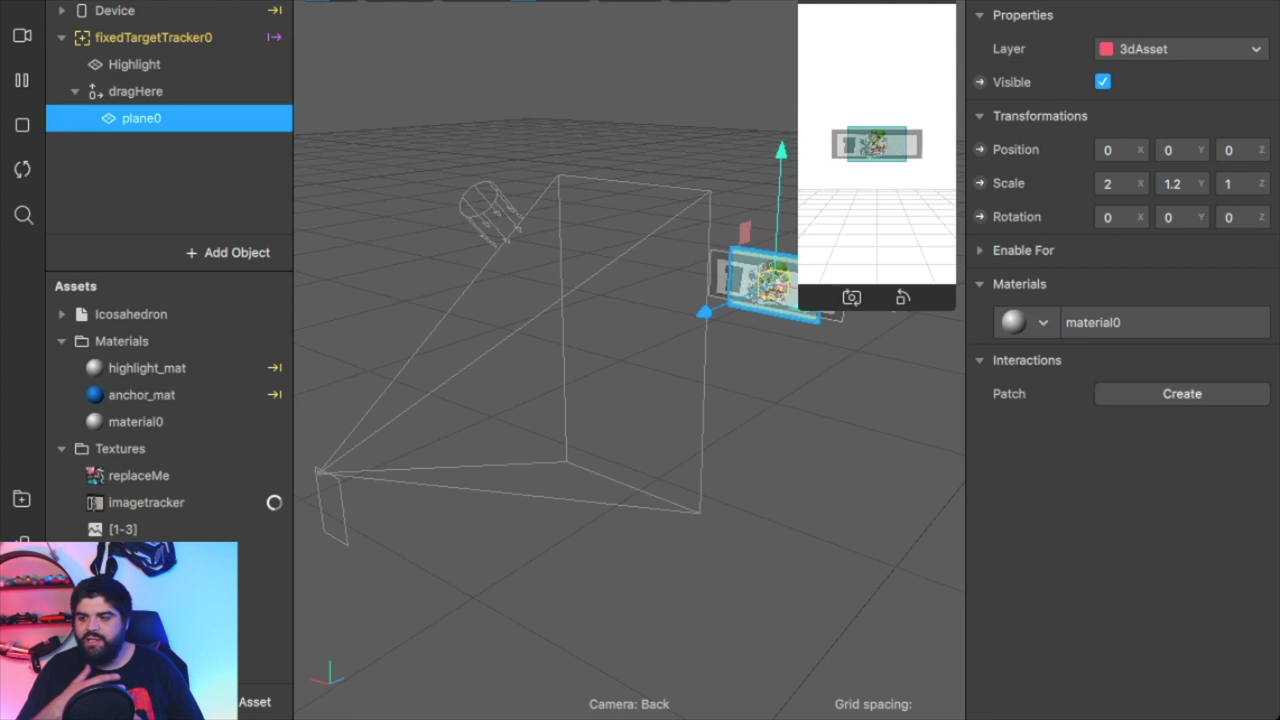 Device
fixedTargetTracker0
Highlight
dragHere
plane0
+ Add Object
Assets
Icosahedron
Materials
highlight_mat
anchor_mat
material0
Textures
replaceMe
imagetracker
[1-3]
Asset
Camera: Back
Grid spacing:
Properties
Layer 3dAsset
Visible
Transformations
Position 0 X 0 Y 0 Z
Scale 2 X 1.2 Y 1 Z
Rotation 0 X 0 Y 0 Z
Enable For
Materials
material0
Interactions
Patch Create